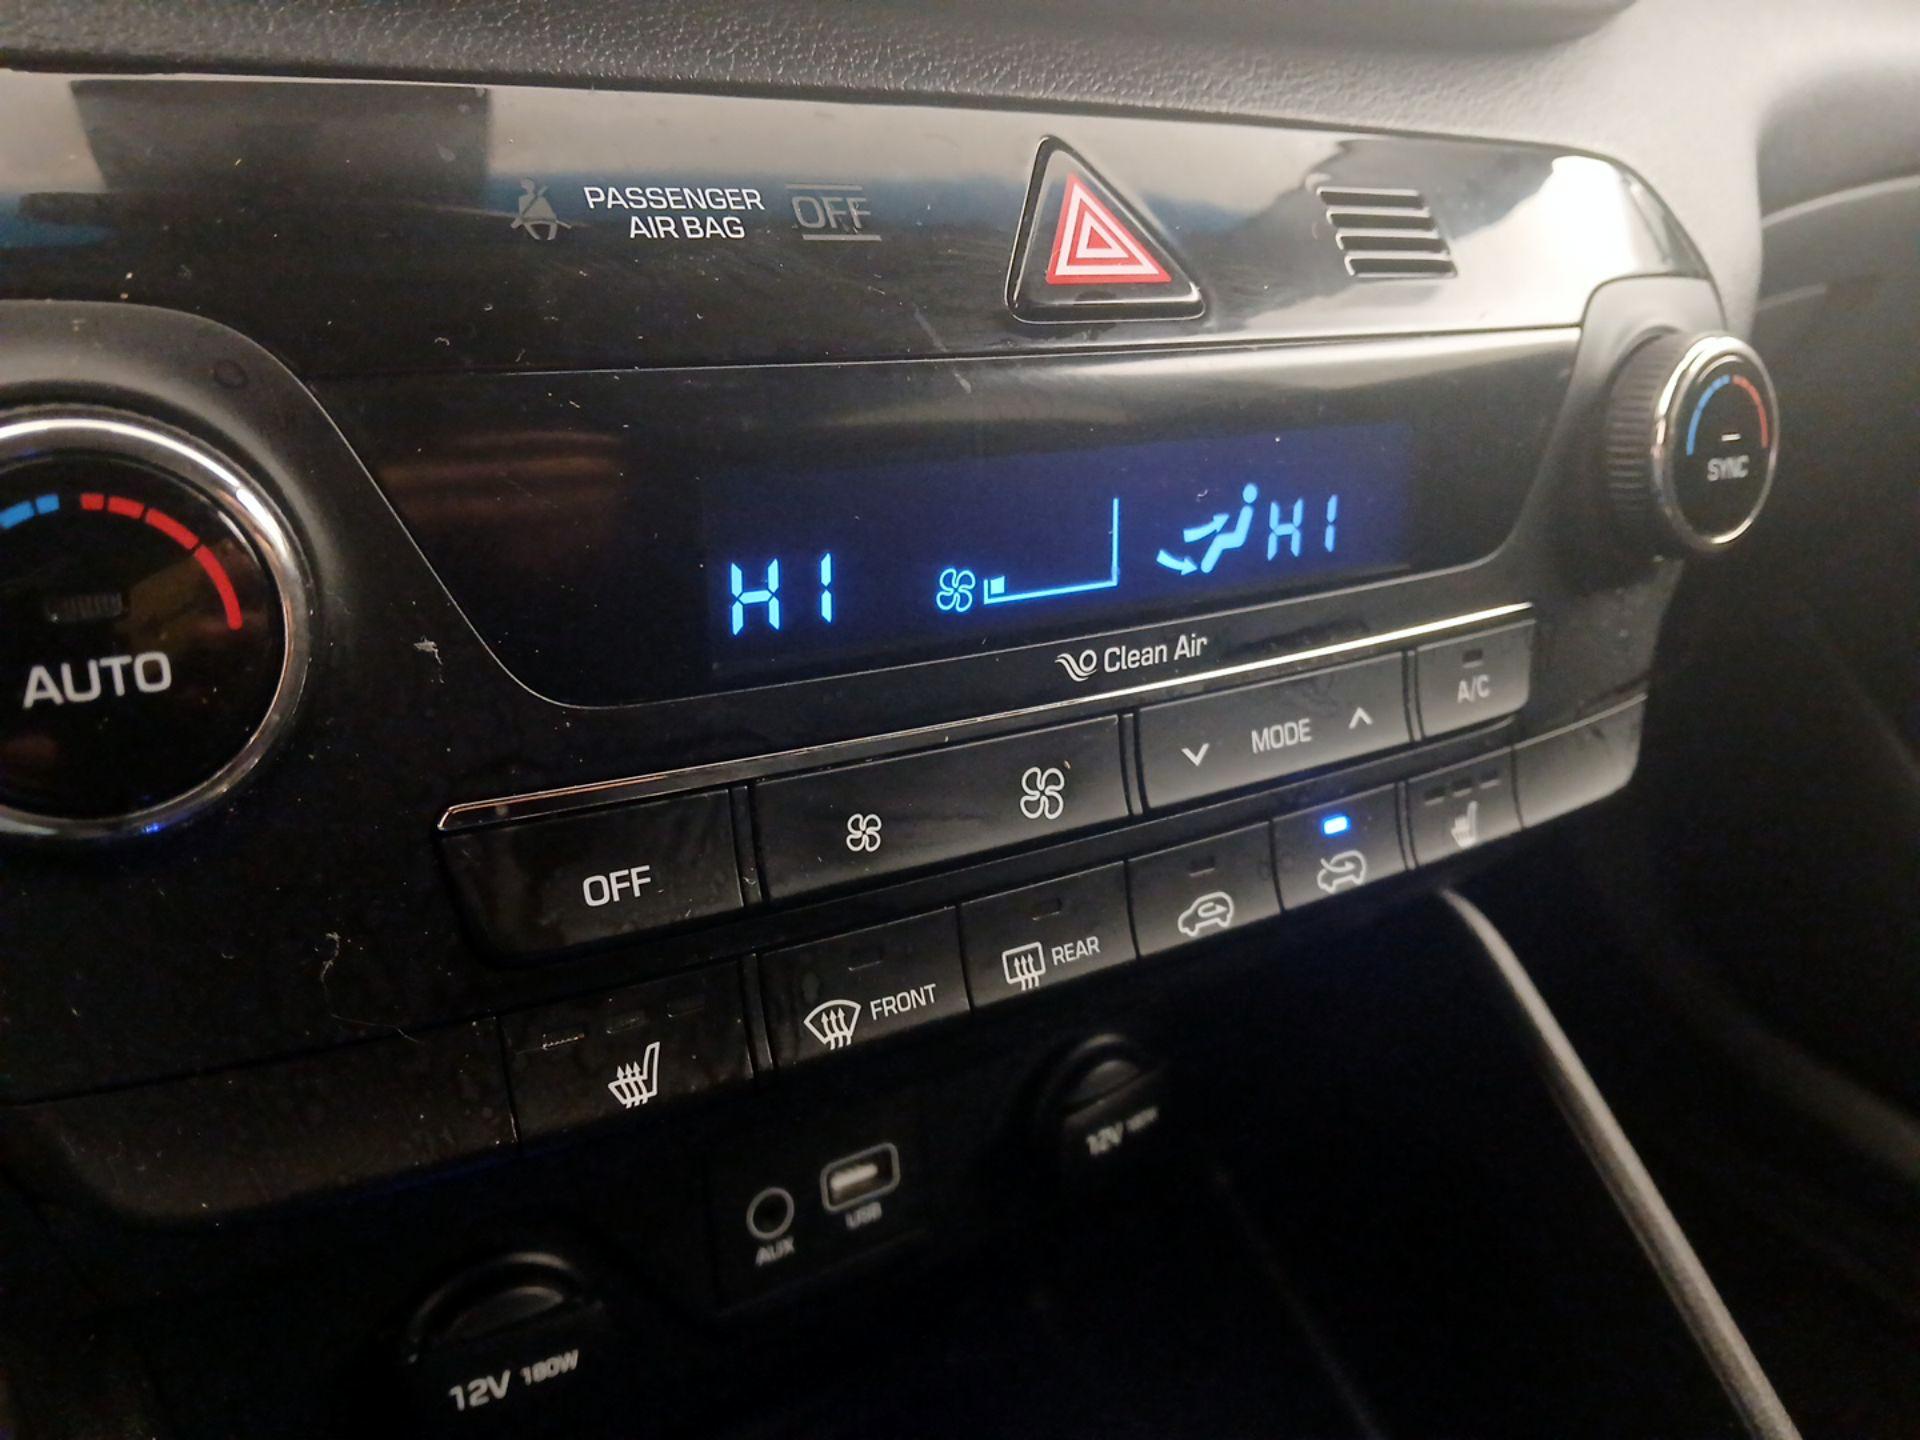 PASSENGER
AIR BAG
OFF
SYNC
HI
HI
AUTO
Clean Air
A/C
MODE
OFF
REAR
FRONT
USB
AUX
12V 180W
12V